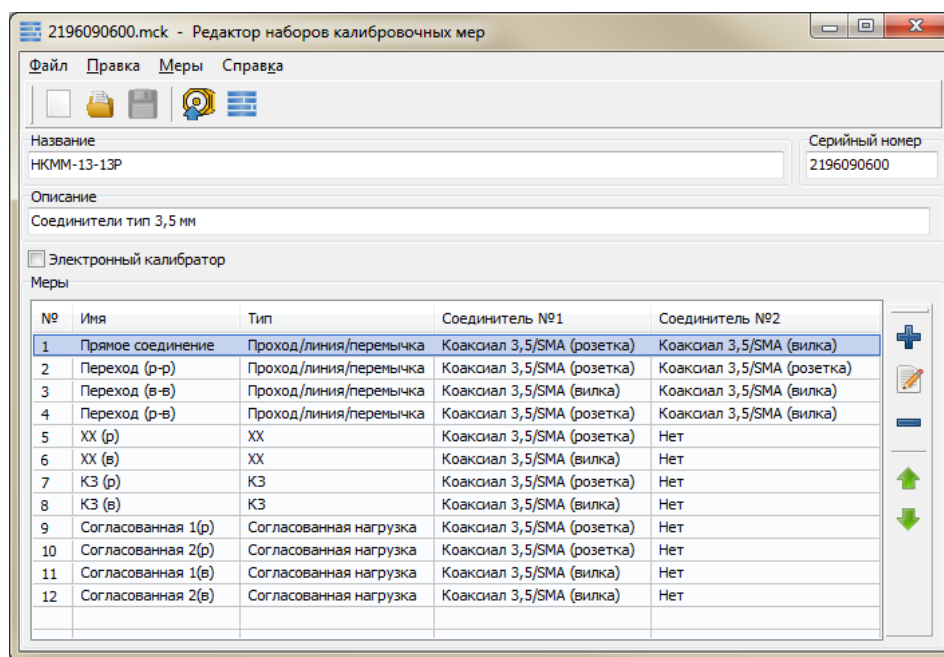 2196090600.mck - Редактор наборов калибровочных мер
Файл Правка Меры Справка
Название Серийный номер
НКММ-13-13Р 2196090600
Описание
Соединители тип 3,5 мм
Электронный калибратор
Меры
№ Имя Тип Соединитель №1 Соединитель №2
1 Прямое соединение Проход/линия/перемычка Коаксиал 3,5/SMA (розетка) Коаксиал 3,5/SMA (вилка)
2 Переход (р-р) Проход/линия/перемычка Коаксиал 3,5/SMA (розетка) Коаксиал 3,5/SMA (розетка)
3 Переход (в-в) Проход/линия/перемычка Коаксиал 3,5/SMA (вилка) Коаксиал 3,5/SMA (вилка)
4 Переход (р-в) Проход/линия/перемычка Коаксиал 3,5/SMA (розетка) Коаксиал 3,5/SMA (вилка)
5 ХХ (р) ХХ Коаксиал 3,5/SMA (розетка) Нет
6 ХХ (в) ХХ Коаксиал 3,5/SMA (вилка) Нет
7 КЗ (р) КЗ Коаксиал 3,5/SMA (розетка) Нет
8 КЗ (в) КЗ Коаксиал 3,5/SMA (вилка) Нет
9 Согласованная 1(р) Согласованная нагрузка Коаксиал 3,5/SMA (розетка) Нет
10 Согласованная 2(р) Согласованная нагрузка Коаксиал 3,5/SMA (розетка) Нет
11 Согласованная 1(в) Согласованная нагрузка Коаксиал 3,5/SMA (вилка) Нет
12 Согласованная 2(в) Согласованная нагрузка Коаксиал 3,5/SMA (вилка) Нет